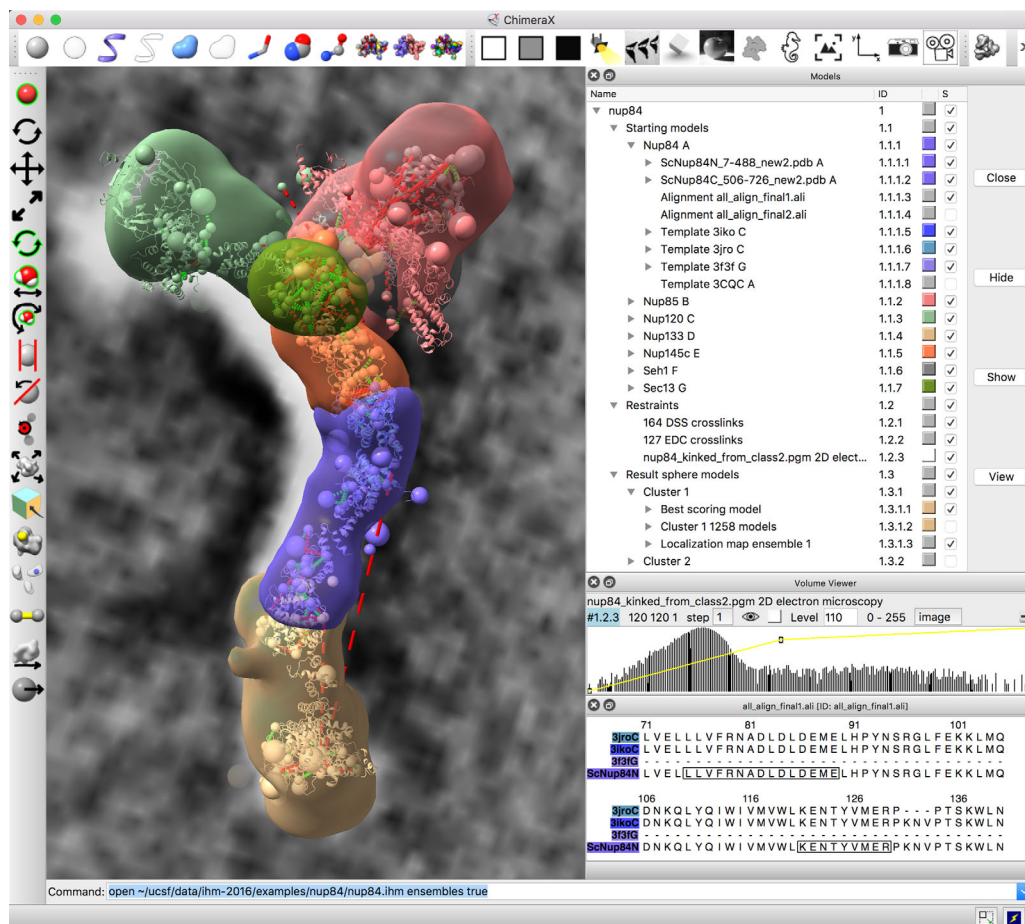 ChimeraX
Models
Name ID S
nup84 1
Starting models 1.1
Nup84 A 1.1.1
ScNup84N_7-488_new2.pdb A 1.1.1.1
ScNup84C_506-726_new2.pdb A 1.1.1.2
Alignment all_align_final1.ali 1.1.1.3
Alignment all_align_final2.ali 1.1.1.4
Template 3iko C 1.1.1.5
Template 3jro C 1.1.1.6
Template 3f3f G 1.1.1.7
Template 3CQC A 1.1.1.8
Nup85 B 1.1.2
Nup120 C 1.1.3
Nup133 D 1.1.4
Nup145c E 1.1.5
Seh1 F 1.1.6
Sec13 G 1.1.7
Restraints 1.2
164 DSS crosslinks 1.2.1
127 EDC crosslinks 1.2.2
nup84_kinked_from_class2.pgm 2D elect... 1.2.3
Result sphere models 1.3
Cluster 1 1.3.1
Best scoring model 1.3.1.1
Cluster 1 1258 models 1.3.1.2
Localization map ensemble 1 1.3.1.3
Cluster 2 1.3.2
Close
Hide
Show
View
Volume Viewer
nup84_kinked_from_class2.pgm 2D electron microscopy
#1.2.3 120 120 1 step 1 Level 110 0 - 255 image
all_align_final1.ali [ID: all_align_final1.ali]
71 81 91 101
3jroC L V E L L L V F R N A D L D L D E M E L H P Y N S R G L F E K K L M Q
3ikoC L V E L L L V F R N A D L D L D E M E L H P Y N S R G L F E K K L M Q
3f3fG - - - - - - - - - - - - - - - - - - - - - - - - - - - - - - - - - - -
ScNup84N L V E L L L V F R N A D L D L D E M E L H P Y N S R G L F E K K L M Q
106 116 126 136
3jroC D N K Q L Y Q I W I V M V W L K E N T Y V M E R P - - - P T S K W L N
3ikoC D N K Q L Y Q I W I V M V W L K E N T Y V M E R P K N V P T S K W L N
3f3fG - - - - - - - - - - - - - - - - - - - - - - - - - - - - - - - - - - -
ScNup84N D N K Q L Y Q I W I V M V W L K E N T Y V M E R P K N V P T S K W L N
Command: open ~/ucsf/data/ihm-2016/examples/nup84/nup84.ihm ensembles true